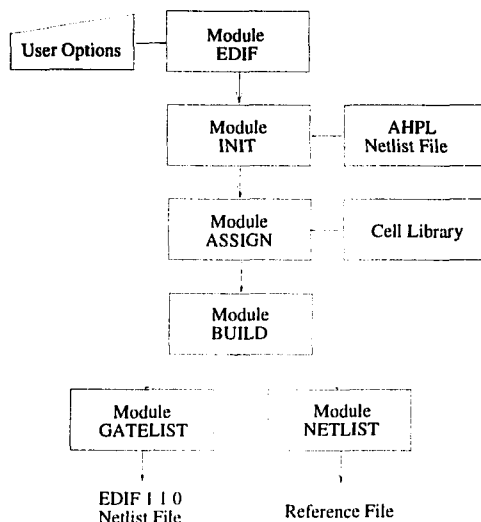 User Options
Module
EDIF
Module
INIT
AHPL
Netlist File
Module
ASSIGN
Cell Library
Module
BUILD
Module
GATELIST
Module
NETLIST
EDIF 1 1 0
Netlist File
Reference File